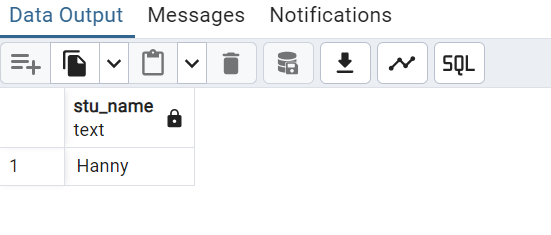 Data Output Messages Notifications
SQL
stu_name
text
1 Hanny